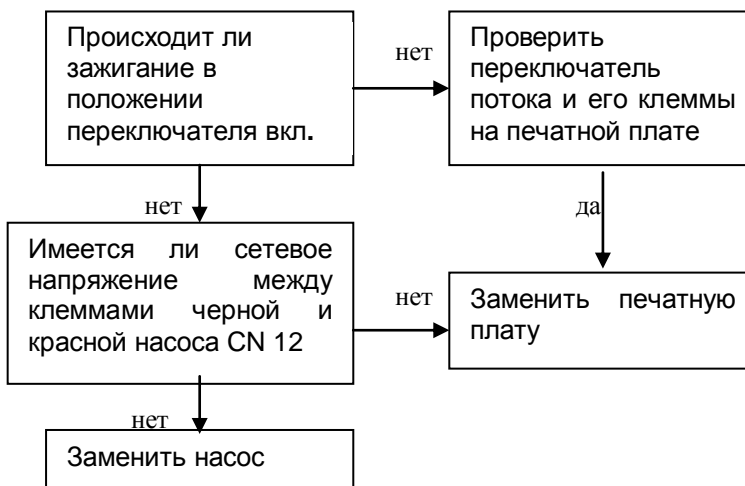 Происходит ли
зажигание в
положении
переключателя вкл.
нет
Проверить
переключатель
потока и его клеммы
на печатной плате
нет
да
Имеется ли сетевое
напряжение между
клеммами черной и
красной насоса CN 12
нет
Заменить печатную
плату
нет
Заменить насос